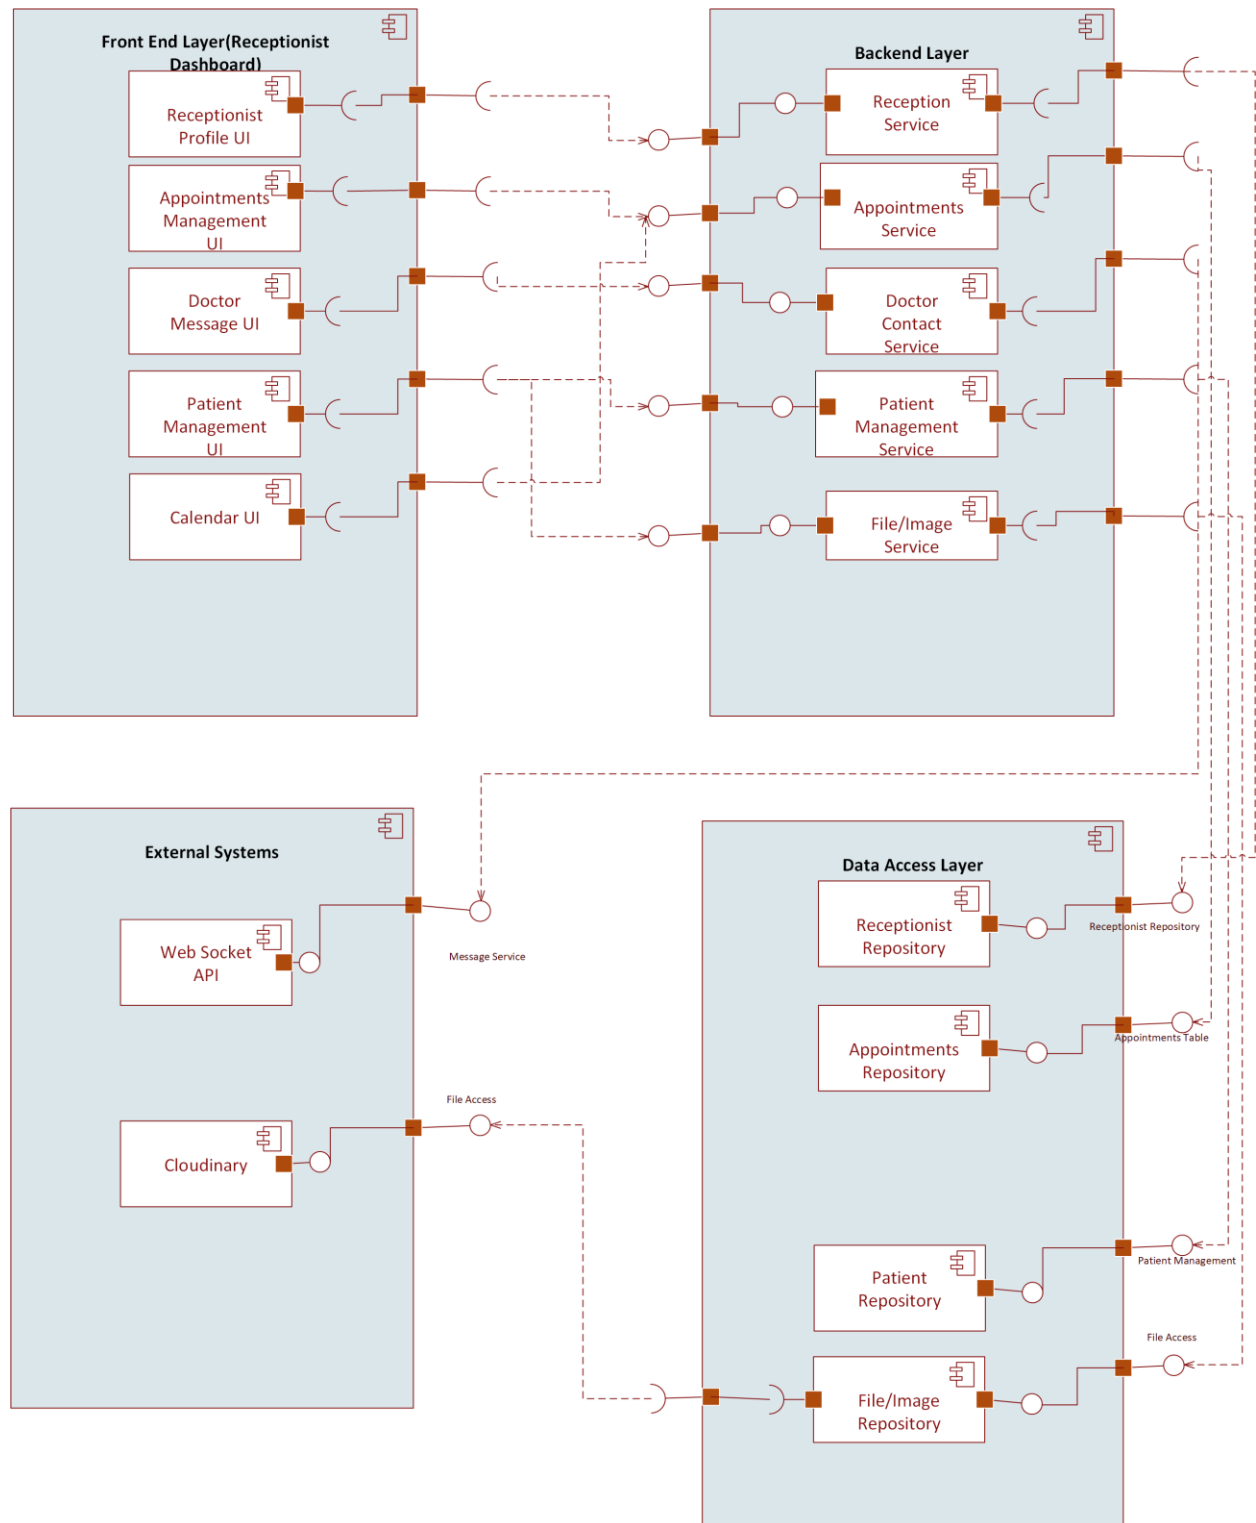 Front End Layer(Receptionist
Dashboard)
Receptionist
Profile UI
Appointments
Management
UI
Doctor
Message UI
Patient
Management
UI
Calendar UI
Backend Layer
Reception
Service
Appointments
Service
Doctor
Contact
Service
Patient
Management
Service
File/Image
Service
External Systems
Web Socket
API
Message Service
File Access
Cloudinary
Data Access Layer
Receptionist
Repository
Receptionist Repository
Appointments
Repository
Appointments Table
Patient
Repository
Patient Management
File Access
File/Image
Repository